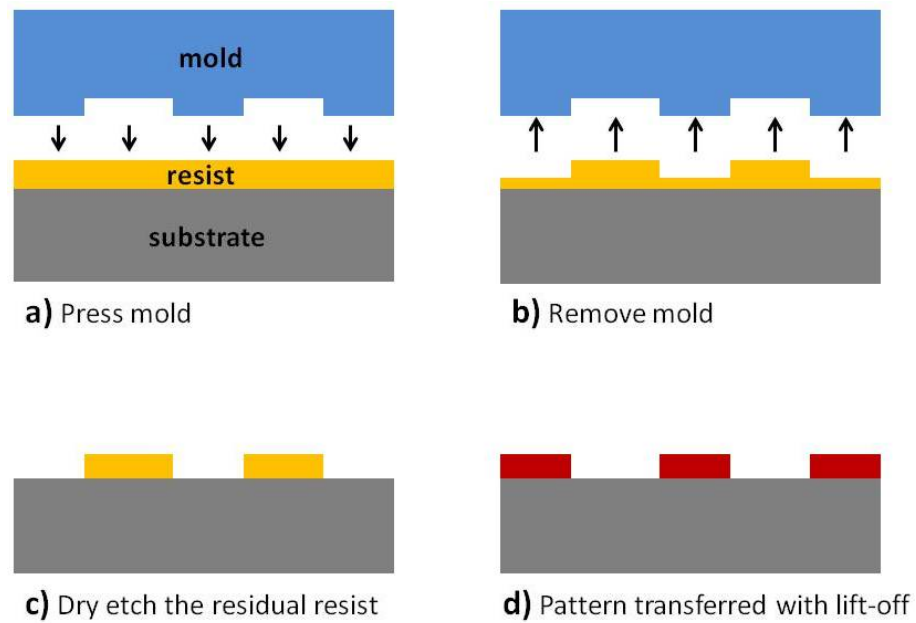 mold
resist
substrate
a) Press mold
b) Remove mold
c) Dry etch the residual resist
d) Pattern transferred with lift-off